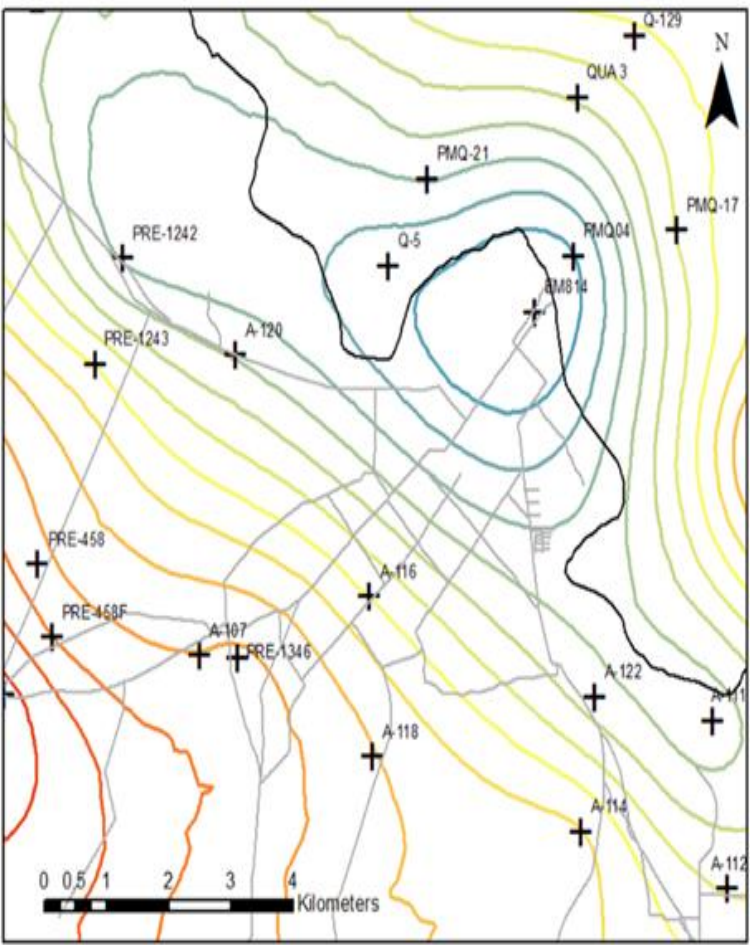 Q-129
N
QUA 3
PMQ-21
PMQ-17
PRE-1242
Q-5
PMQ04
EM814
PRE-1243
A-120
PRE-458
A-116
PRE-458F
A-107
PRE-1346
A-122
A-111
A-118
A-114
A-112
0 0.5 1 2 3 4
Kilometers